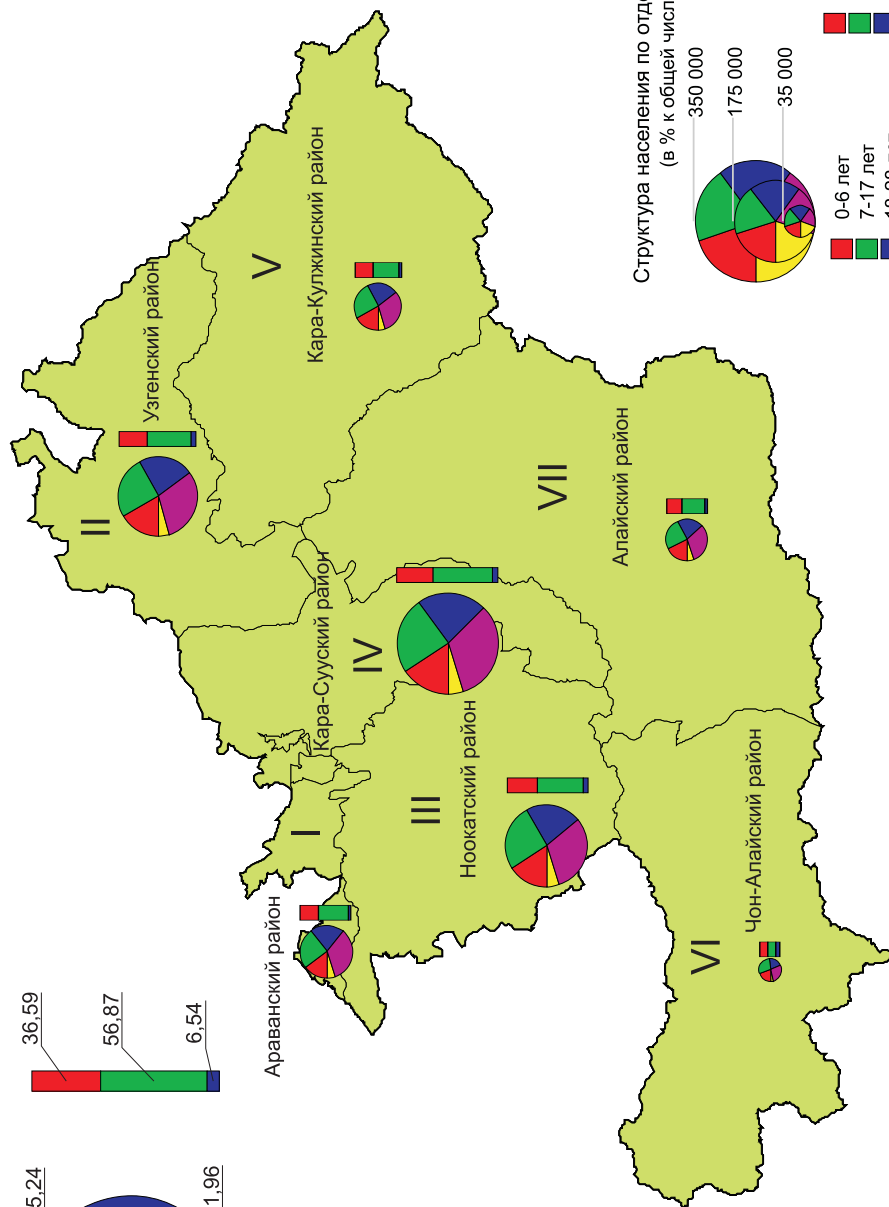 36,59
56,87
6,54
5,24
1,96
Араванский район
I
Узгенский район
II
Ноокатский район
III
Кара-Сууский район
IV
Кара-Кулжинский район
V
Чон-Алайский район
VI
Алайский район
VII
Структура населения по отде
(в % к общей числ
350 000
175 000
35 000
0-6 лет
7-17 лет